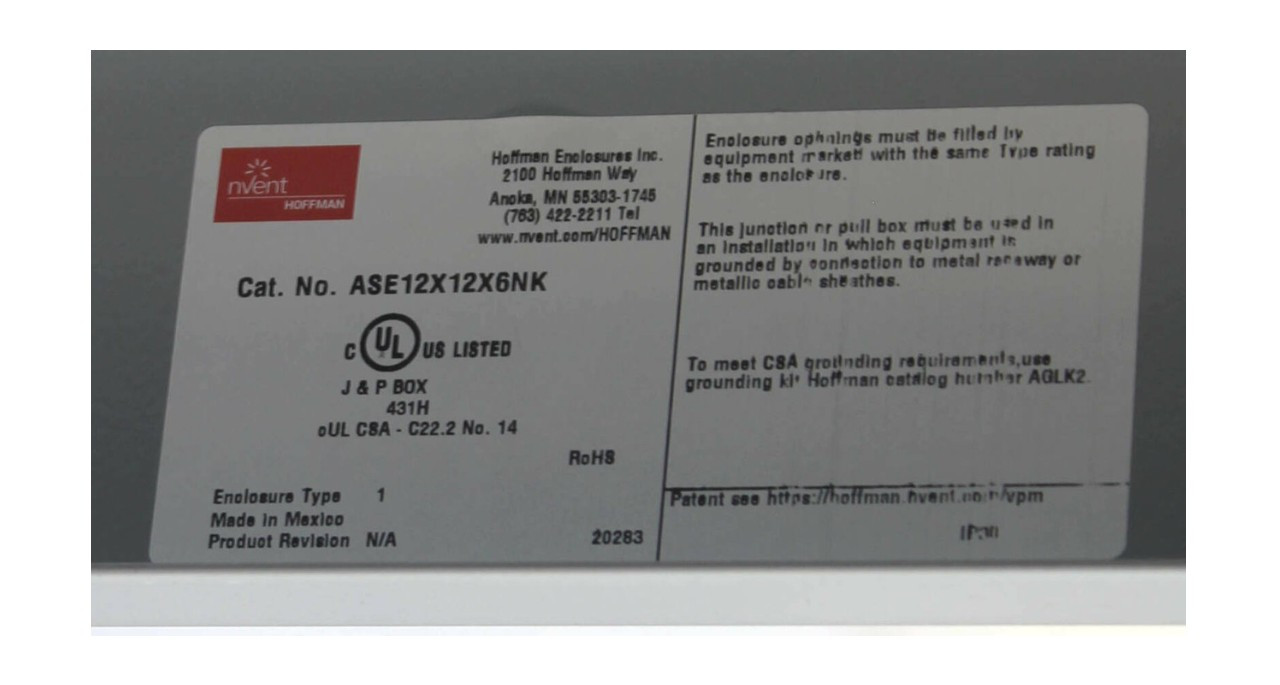 nvent
HOFFMAN
Hoffman Enclosures Inc.
2100 Hoffman Way
Anoka, MN 55303-1745
(763) 422-2211 Tel
www.nvent.com/HOFFMAN
Cat. No. ASE12X12X6NK
C UL US LISTED
J & P BOX
431H
cUL CSA - C22.2 No. 14
RoHS
Enclosure Type 1
Made in Mexico
Product Revision N/A
20283
Enclosure openings must be filled by
equipment marked with the same Type rating
as the enclosure.
This junction or pull box must be used in
an installation in which equipment is
grounded by connection to metal raceway or
metallic cable sheathes.
To meet CSA grounding requirements,use
grounding kit Hoffman catalog number AGLK2.
Patent see https://hoffman.nvent.com/vpm